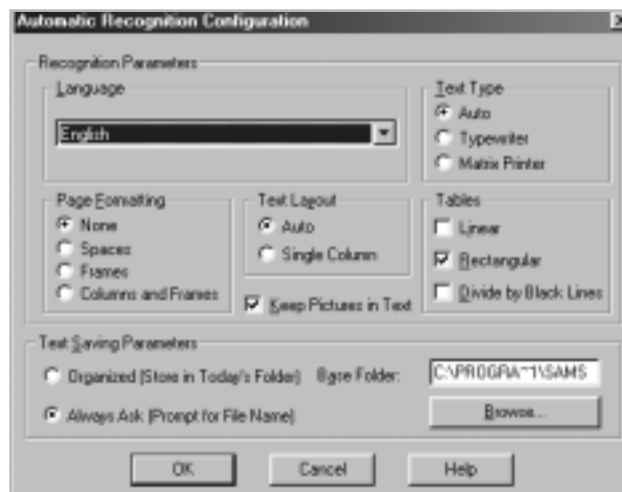 Automatic Recognition Configuration
Recognition Parameters
Language
English
Text Type
Auto
Typewriter
Matrix Printer
Page Formatting
None
Spaces
Frames
Columns and Frames
Text Layout
Auto
Single Column
Keep Pictures in Text
Tables
Linear
Rectangular
Divide by Black Lines
Text Saving Parameters
Organized (Store in Today's Folder)
Base Folder:
C:\PROGRA~1\SAMS
Always Ask (Prompt for File Name)
Browse...
OK
Cancel
Help